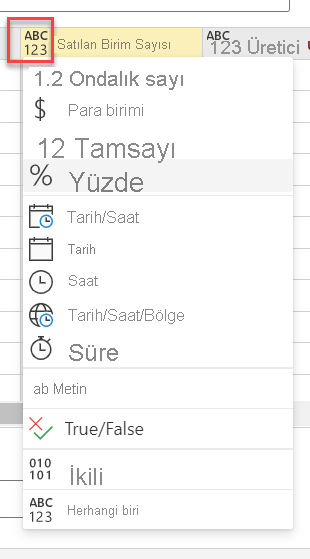 ABC
123 Satılan Birim Sayısı
ABC
123 Üretici
1.2 Ondalık sayı
$ Para birimi
12 Tamsayı
% Yüzde
Tarih/Saat
Tarih
Saat
Tarih/Saat/Bölge
Süre
ab Metin
True/False
010
101 İkili
ABC
123 Herhangi biri